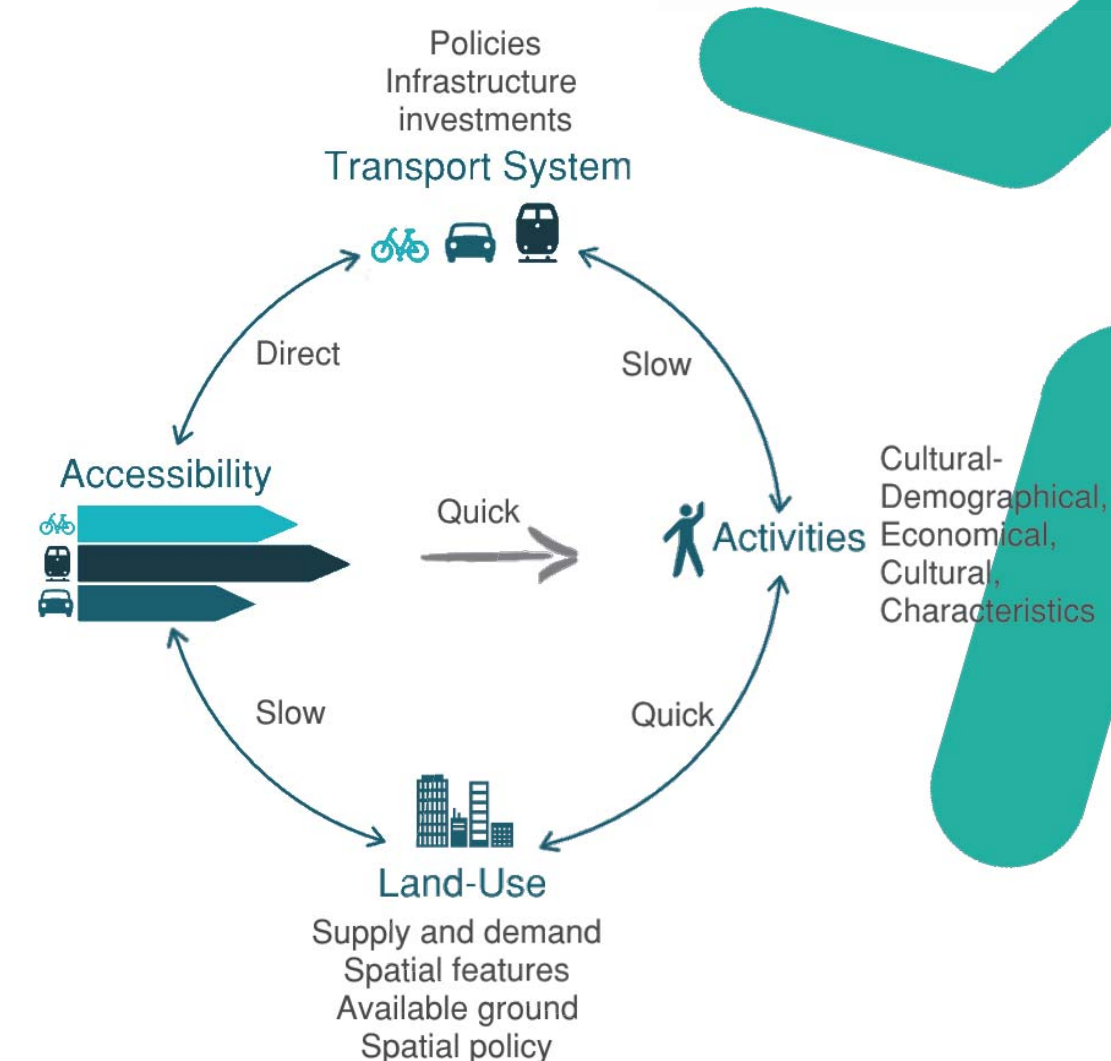 Policies
Infrastructure
investments
Transport System
Direct
Slow
Accessibility
Quick
Activities
Cultural-
Demographical,
Economical,
Cultural,
Characteristics
Slow
Quick
Land-Use
Supply and demand
Spatial features
Available ground
Spatial policy